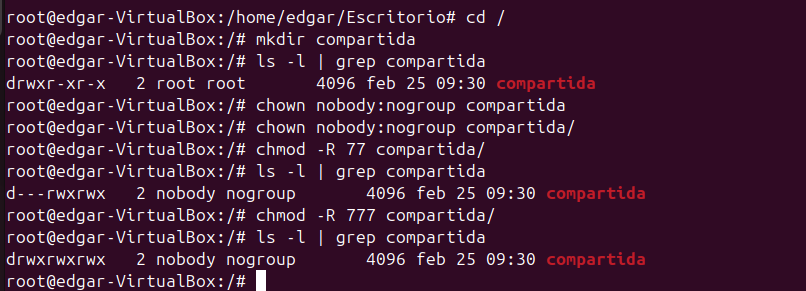 root@edgar-VirtualBox:/home/edgar/Escritorio# cd /
root@edgar-VirtualBox:/# mkdir compartida
root@edgar-VirtualBox:/# ls -l | grep compartida
drwxr-xr-x   2 root root       4096 feb 25 09:30 compartida
root@edgar-VirtualBox:/# chown nobody:nogroup compartida
root@edgar-VirtualBox:/# chown nobody:nogroup compartida/
root@edgar-VirtualBox:/# chmod -R 77 compartida/
root@edgar-VirtualBox:/# ls -l | grep compartida
d---rwxrwx   2 nobody nogroup       4096 feb 25 09:30 compartida
root@edgar-VirtualBox:/# chmod -R 777 compartida/
root@edgar-VirtualBox:/# ls -l | grep compartida
drwxrwxrwx   2 nobody nogroup       4096 feb 25 09:30 compartida
root@edgar-VirtualBox:/#